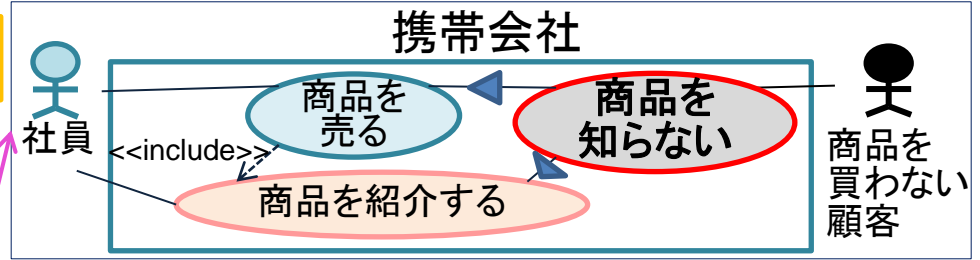 携帯会社
社員
商品を
売る
商品を
知らない
<<include>>
商品を紹介する
商品を
買わない
顧客